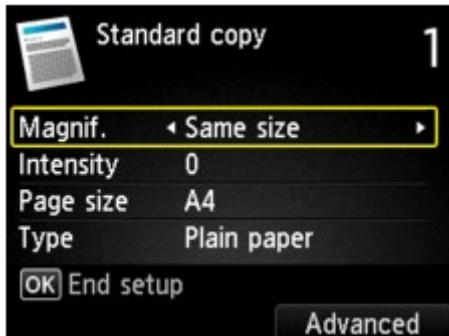 Standard copy 1
Magnif. Same size
Intensity 0
Page size A4
Type Plain paper
OK End setup
Advanced